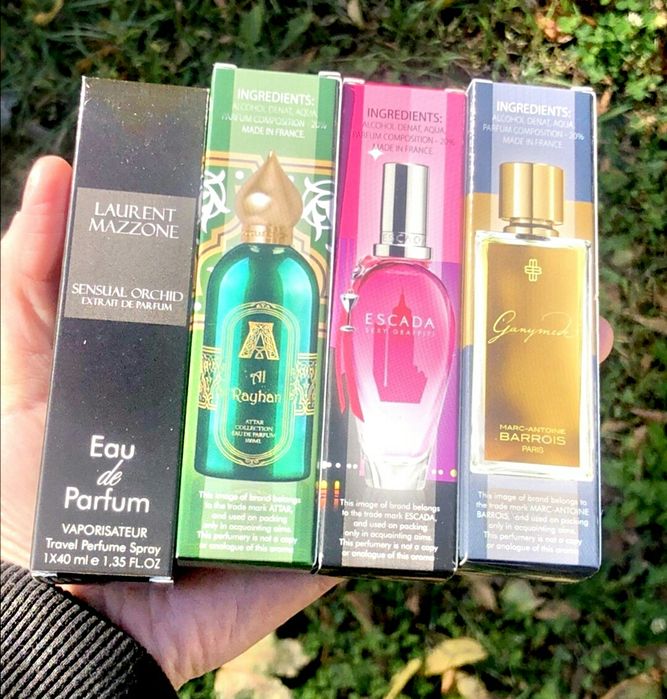 LAURENT
MAZZONE
SENSUAL ORCHID
EXTRAIT DE PARFUM
Eau
de
Parfum
VAPORISATEUR
Travel Perfume Spray
1X40 ml e 1,35 FL.OZ
INGREDIENTS:
ALCOHOL DENAT, AQUA,
PARFUM COMPOSITION - 20%
MADE IN FRANCE.
Al
Rayhan
ATTAR
COLLECTION
EAU DE PARFUM
100ML
This image of brand belongs
to the trade mark ATTAR,
and used on packing
only in acquainting aims.
This perfumery is not a copy
or analogue of this aroma
INGREDIENTS:
ALCOHOL DENAT, AQUA,
PARFUM COMPOSITION - 20%
MADE IN FRANCE.
ESCADA
ESCADA
SEXY GRAFFITI
This image of brand belongs
to the trade mark ESCADA,
and used on packing
only in acquainting aims.
This perfumery is not a copy
or analogue of this aroma
INGREDIENTS:
ALCOHOL DENAT, AQUA,
PARFUM COMPOSITION - 20%
MADE IN FRANCE.
Ganymede
MARC-ANTOINE
BARROIS
PARIS
This image of brand belongs
to the trade mark MARC-ANTOINE
BARROIS, and used on packing
only in acquainting aims.
This perfumery is not a copy
or analogue of this aroma